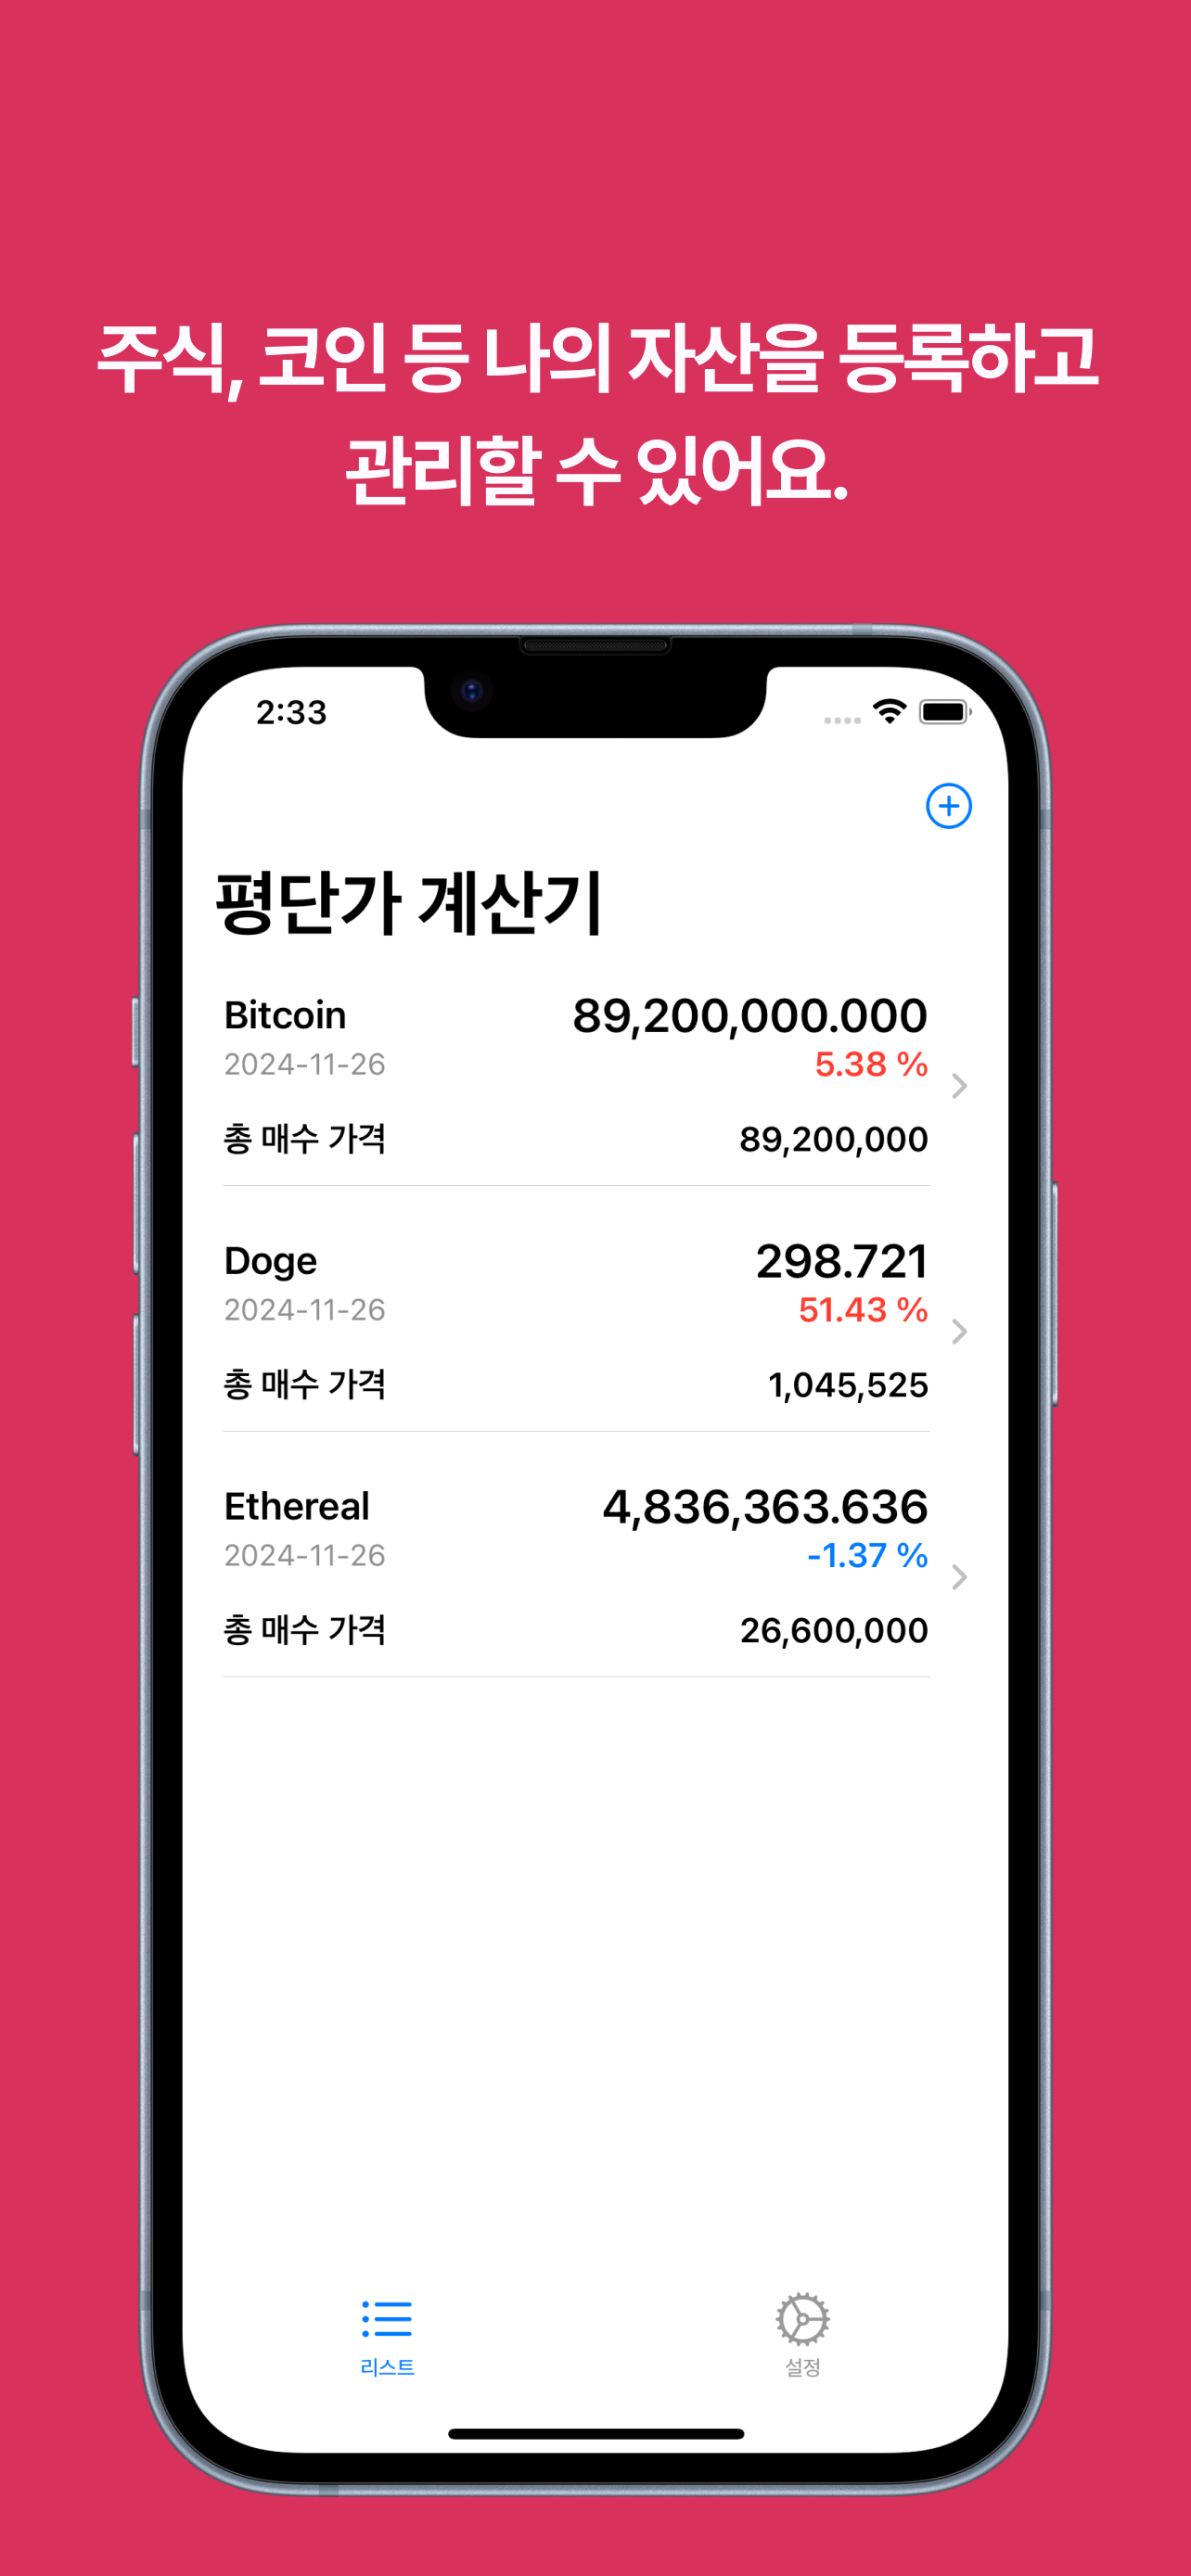 주식, 코인 등 나의 자산을 등록하고
관리할 수 있어요.
2:33
평단가 계산기
Bitcoin 89,200,000.000
2024-11-26 5.38 %
총 매수 가격 89,200,000
Doge 298.721
2024-11-26 51.43 %
총 매수 가격 1,045,525
Ethereal 4,836,363.636
2024-11-26 -1.37 %
총 매수 가격 26,600,000
리스트 설정